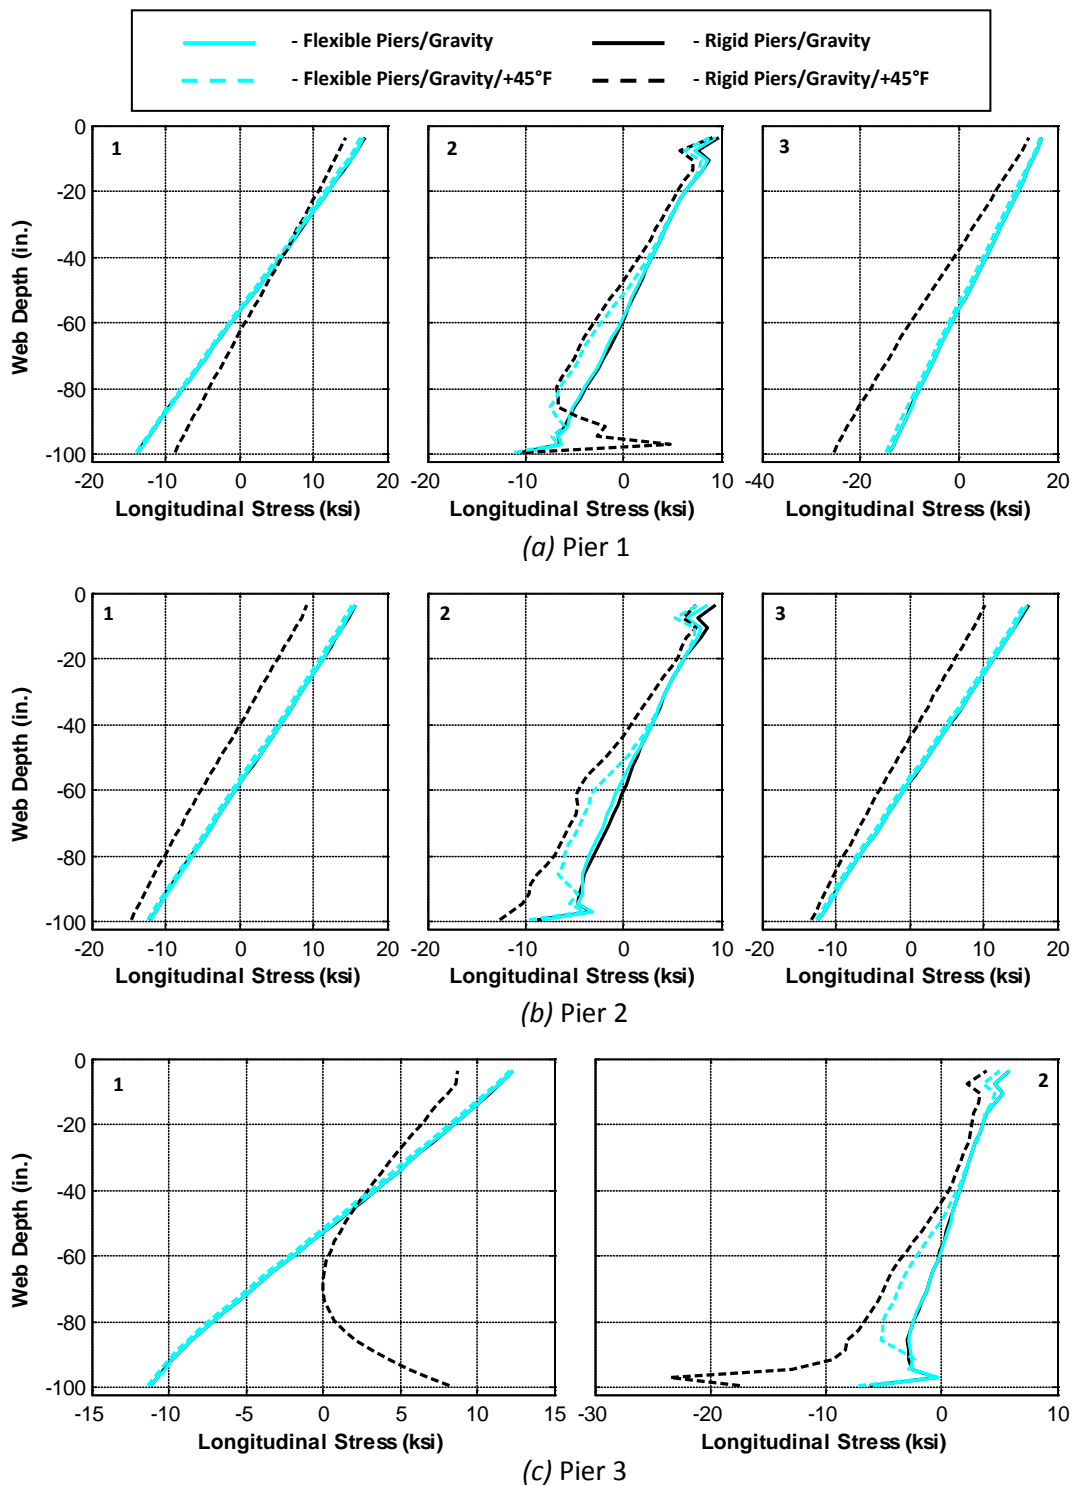 - Flexible Piers/Gravity - Rigid Piers/Gravity
- Flexible Piers/Gravity/+45°F - Rigid Piers/Gravity/+45°F
Web Depth (in.)
0
-20
-40
-60
-80
-100
1
-20 -10 0 10 20
Longitudinal Stress (ksi)
2
-20 -10 0 10
Longitudinal Stress (ksi)
3
-40 -20 0 20
Longitudinal Stress (ksi)
(a) Pier 1
Web Depth (in.)
0
-20
-40
-60
-80
-100
1
-20 -10 0 10 20
Longitudinal Stress (ksi)
2
-20 -10 0 10
Longitudinal Stress (ksi)
3
-20 -10 0 10 20
Longitudinal Stress (ksi)
(b) Pier 2
Web Depth (in.)
0
-20
-40
-60
-80
-100
1
-15 -10 -5 0 5 10 15
Longitudinal Stress (ksi)
2
-30 -20 -10 0 10
Longitudinal Stress (ksi)
(c) Pier 3